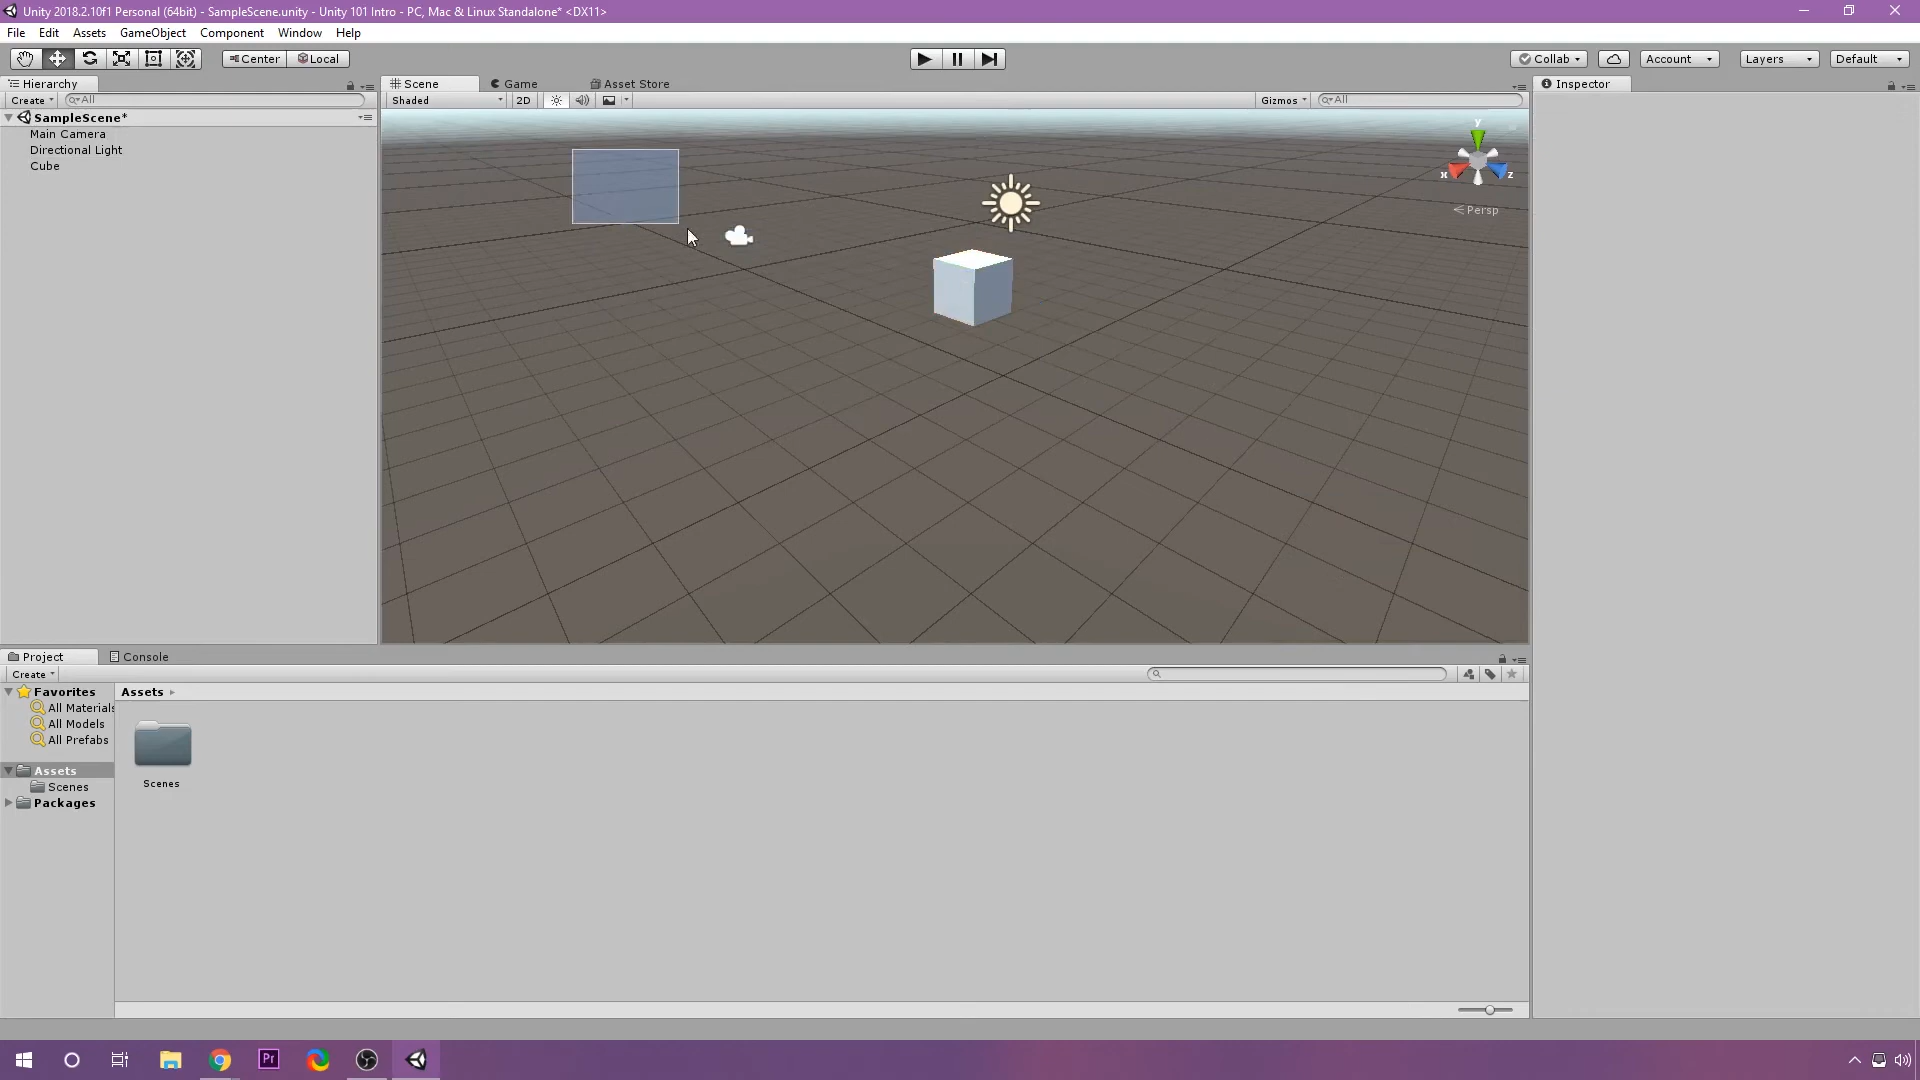 Unity 2018.2.10f1 Personal (64bit) - SampleScene.unity - Unity 101 Intro - PC, Mac & Linux Standalone* <DX11>
File Edit Assets GameObject Component Window Help
Center Local Collab Account Layers Default
Hierarchy Scene Game Asset Store Inspector
Create All Shaded 2D Gizmos All
SampleScene*
Main Camera
Directional Light
Cube
y
x z
Persp
Project Console
Create
Favorites Assets
All Materials
All Models
All Prefabs
Scenes
Assets
Scenes
Packages
Pr